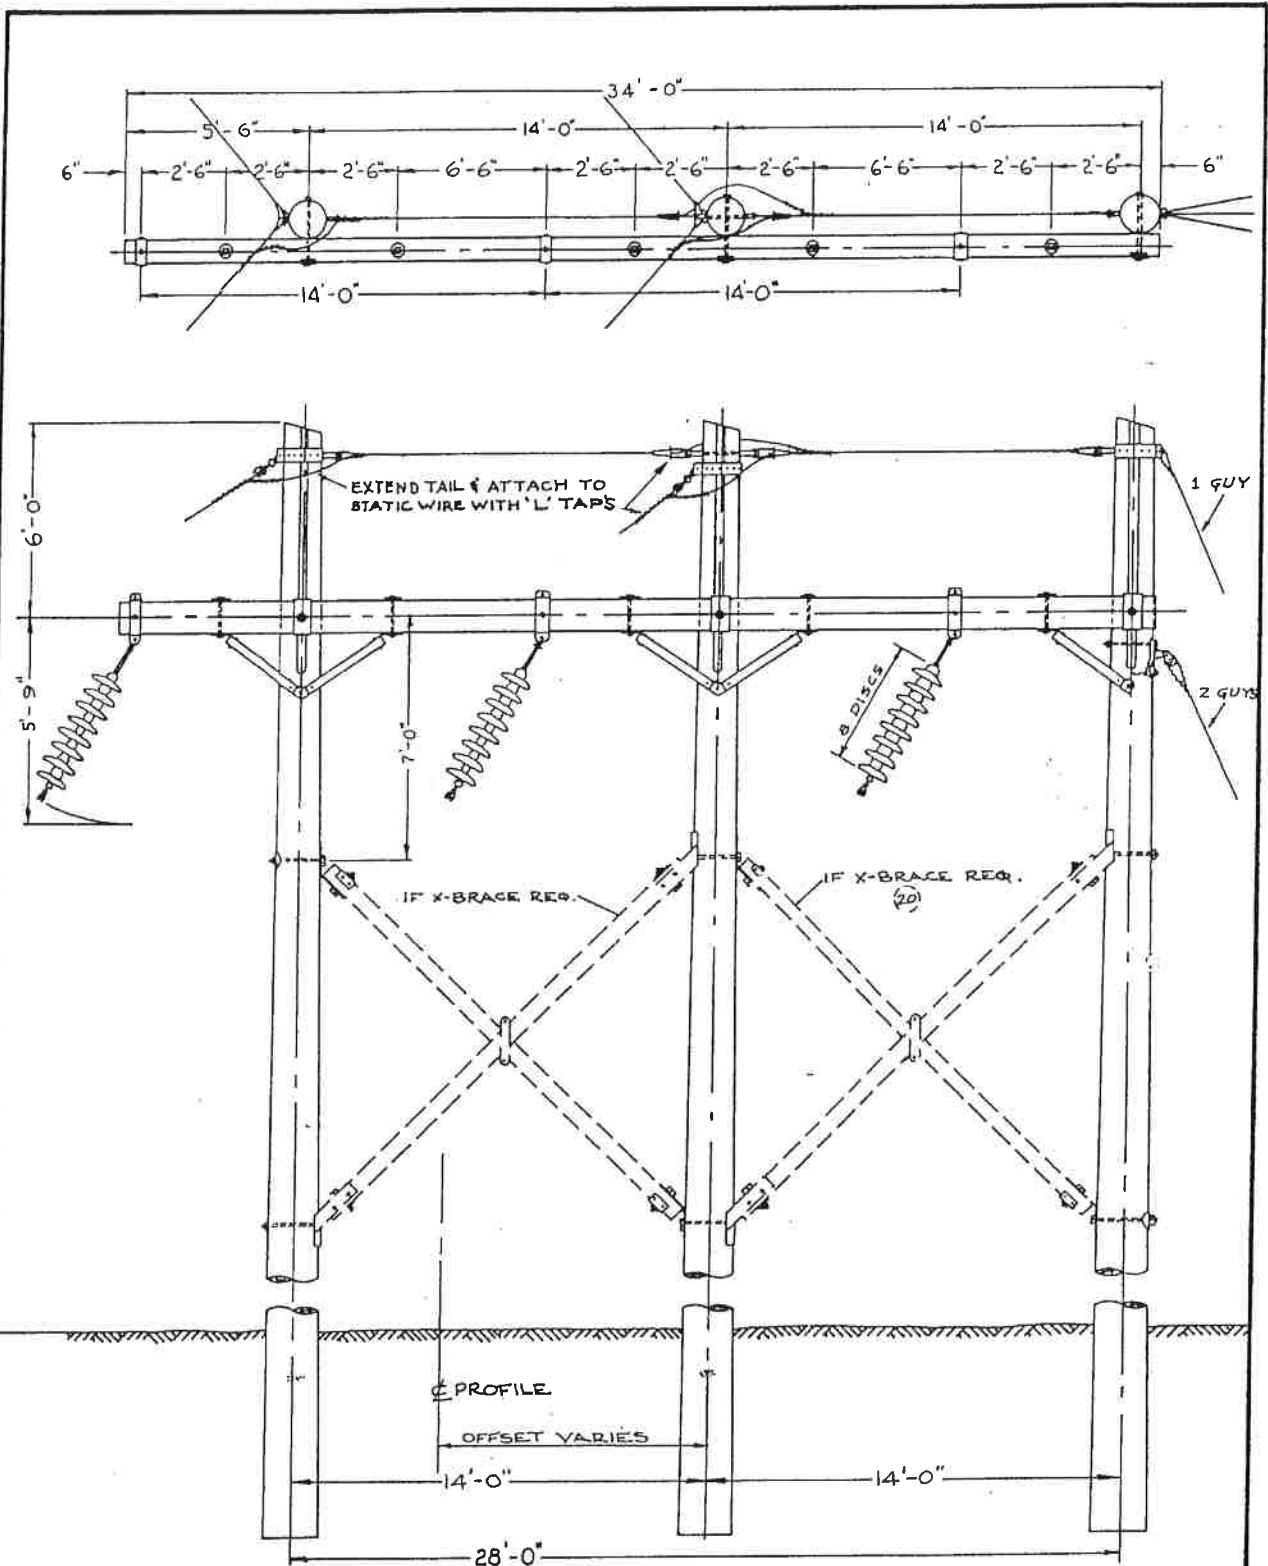 34'-0"
5'-6" 14'-0" 14'-0"
6" 2'-6" 2'-6" 2'-6" 6'-6" 2'-6" 2'-6" 2'-6" 6'-6" 2'-6" 2'-6" 6"
14'-0" 14'-0"
6'-0"
EXTEND TAIL & ATTACH TO
STATIC WIRE WITH 'L' TAPS
1 GUY
5'-9"
7'-0"
8 DISCS
2 GUYS
IF X-BRACE REQ.
IF X-BRACE REQ.
20
℄ PROFILE
OFFSET VARIES
14'-0" 14'-0"
28'-0"